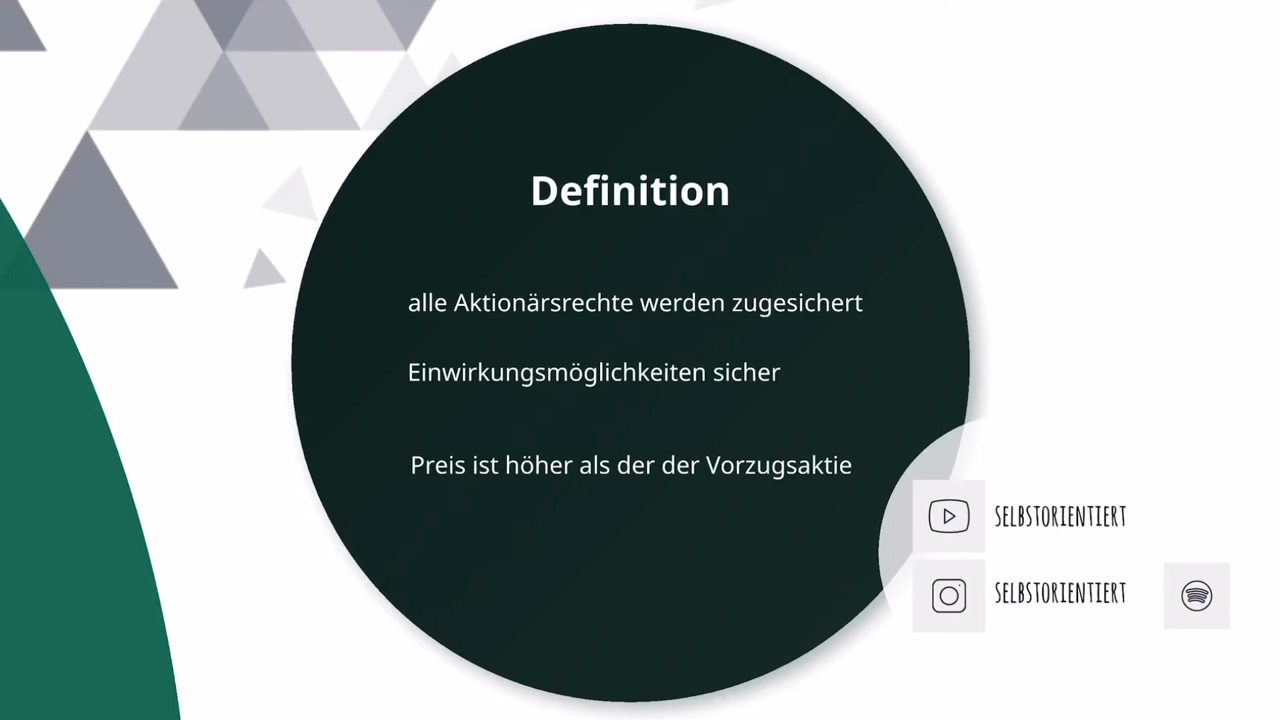 Definition
alle Aktionärsrechte werden zugesichert
Einwirkungsmöglichkeiten sicher
Preis ist höher als der der Vorzugsaktie
SELBSTORIENTIERT
SELBSTORIENTIERT